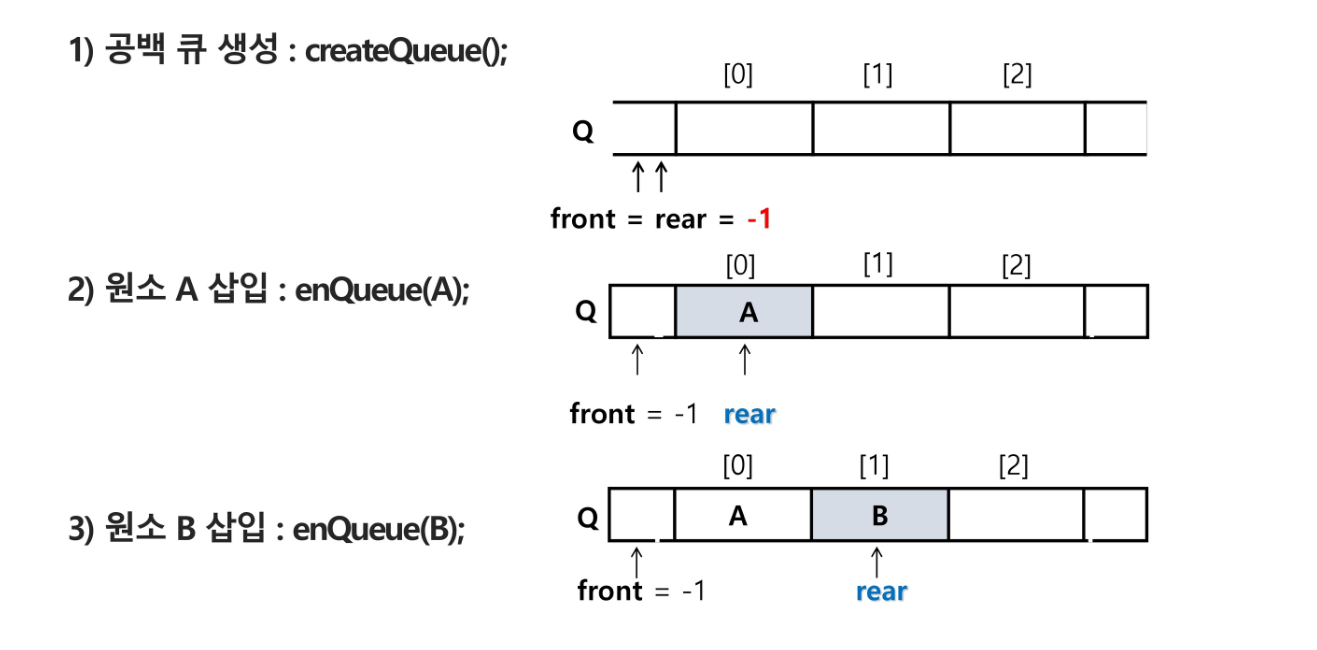 1) 공백 큐 생성 : createQueue();
[0] [1] [2]
Q
front = rear = -1
2) 원소 A 삽입 : enQueue(A);
[0] [1] [2]
Q A
front = -1 rear
3) 원소 B 삽입 : enQueue(B);
[0] [1] [2]
Q A B
front = -1 rear